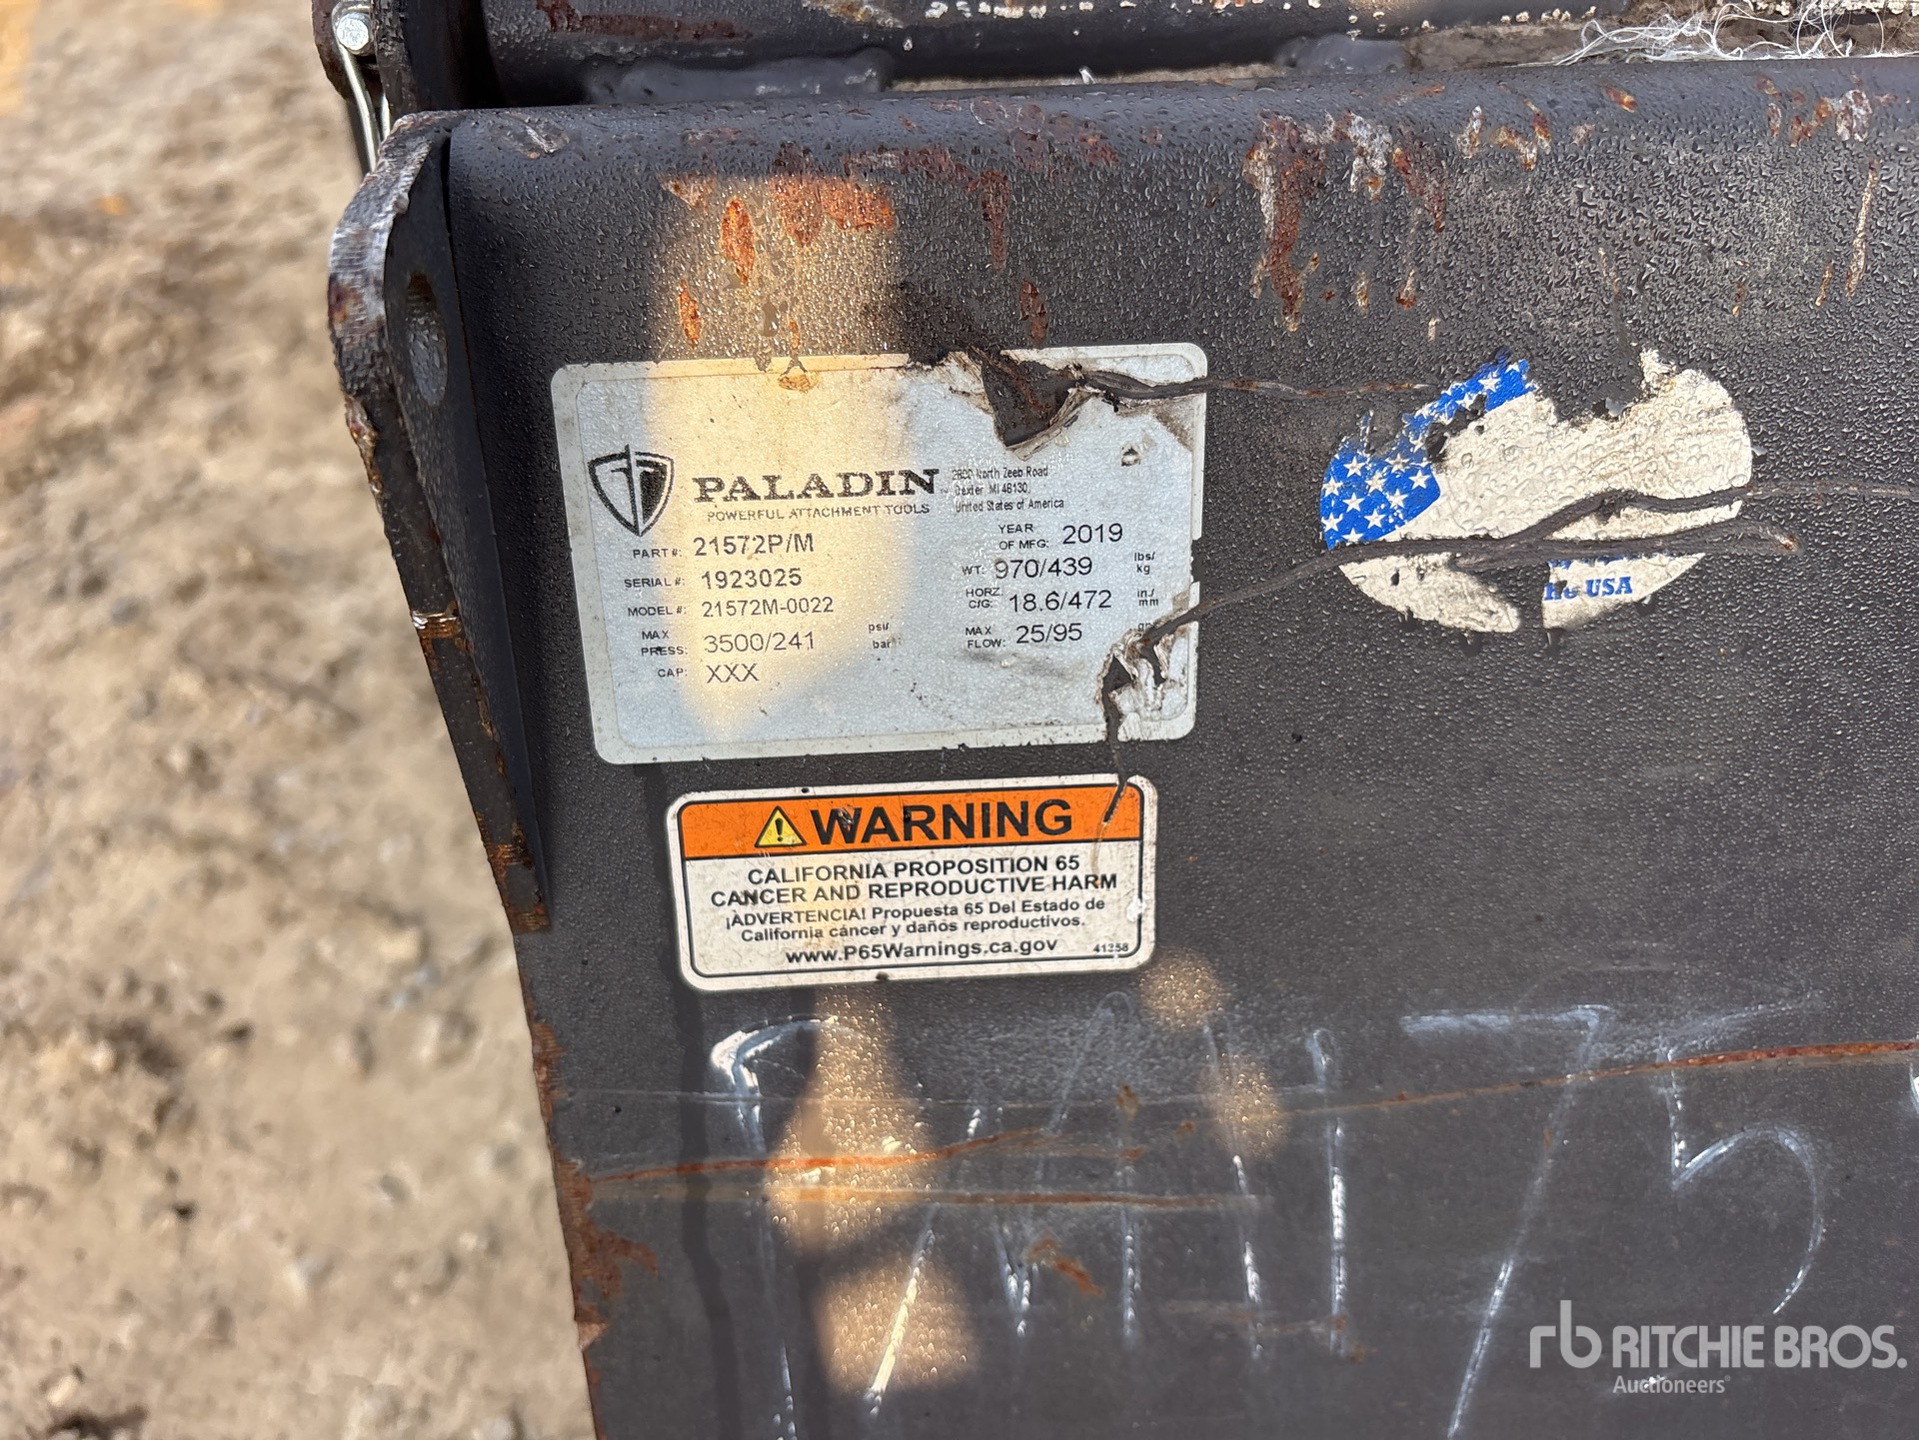 PALADIN
POWERFUL ATTACHMENT TOOLS
North Zeeb Road
Dexter MI 48130
United States of America
PART #: 21572P/M
SERIAL #: 1923025
MODEL #: 21572M-0022
MAX PRESS: 3500/241 psi/ bar
CAP: XXX
YEAR OF MFG: 2019
WT: 970/439 lbs/ kg
HORZ C/G: 18.6/472 in./ mm
MAX FLOW: 25/95
USA
WARNING
CALIFORNIA PROPOSITION 65
CANCER AND REPRODUCTIVE HARM
¡ADVERTENCIA! Propuesta 65 Del Estado de
California cáncer y daños reproductivos.
www.P65Warnings.ca.gov 41258
175
rb RITCHIE BROS.
Auctioneers